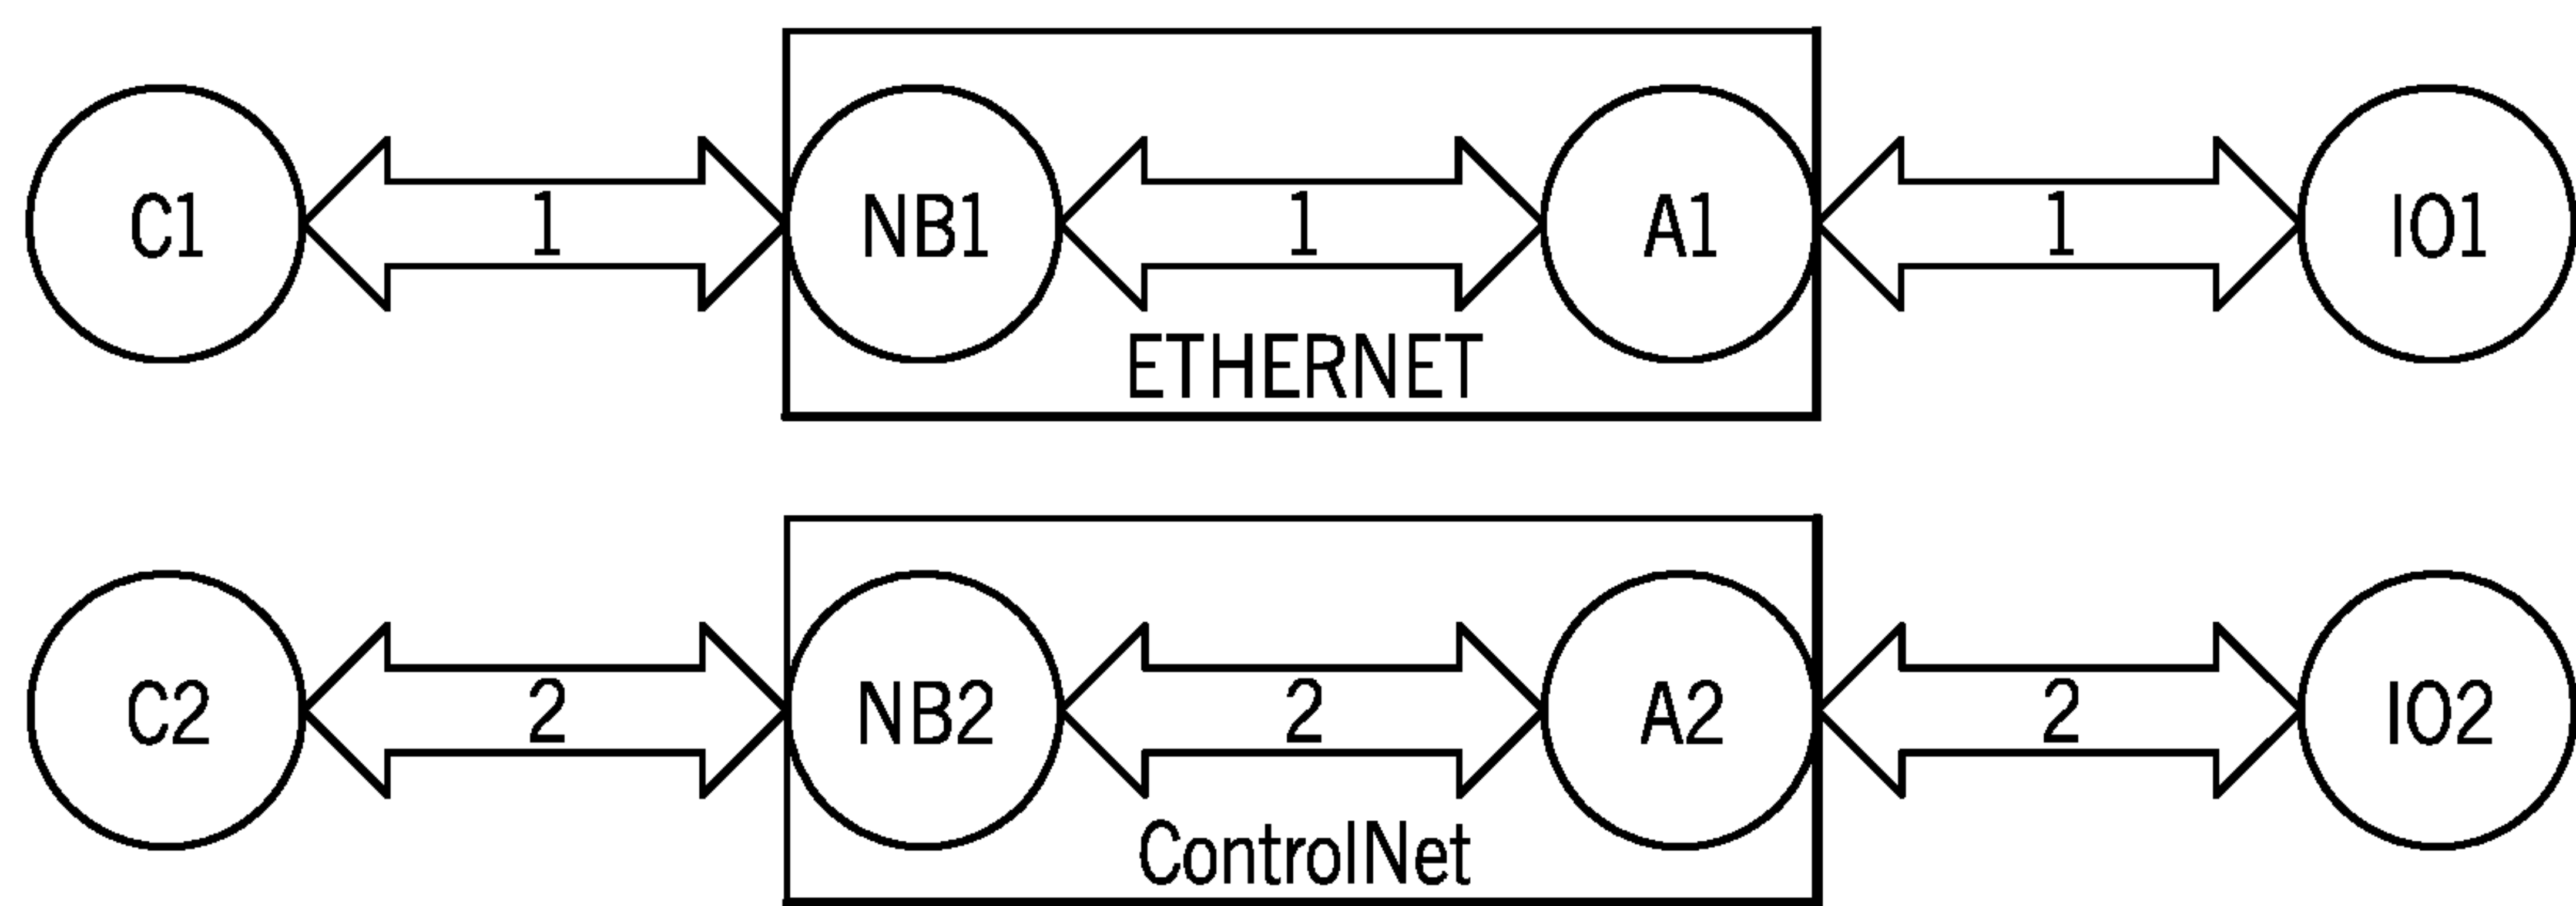 C1 1 NB1 1 A1 1 IO1
ETHERNET
C2 2 NB2 2 A2 2 IO2
ControlNet